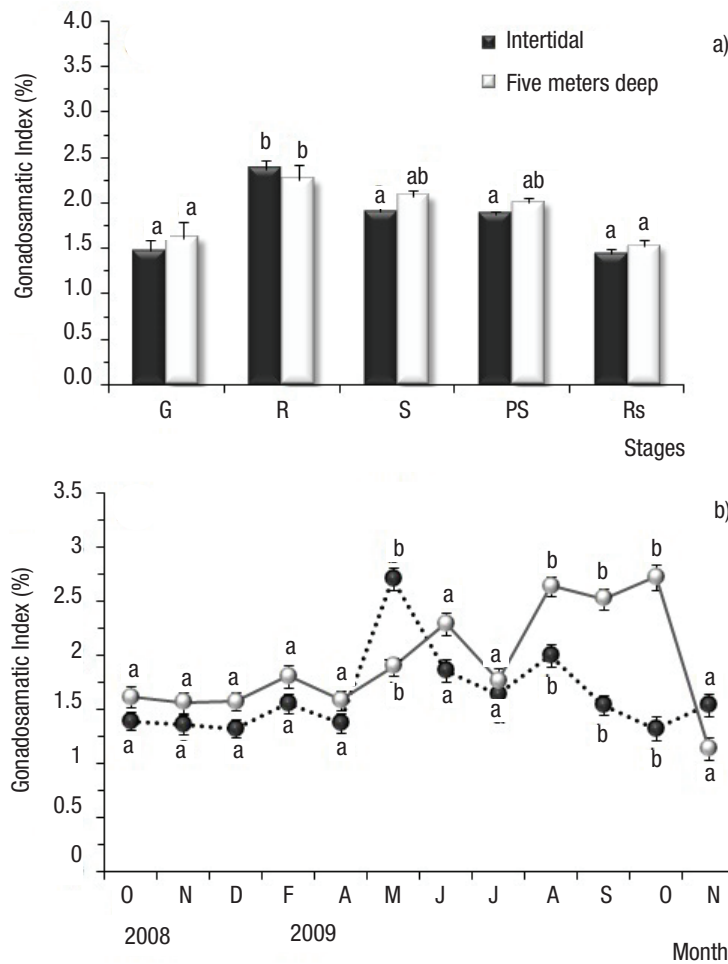 4.0
3.5
3.0
2.5
2.0
1.5
1.0
0.5
0.0
Gonadosamatic Index (%)
Intertidal
Five meters deep
a)
a a
b b
a ab
a ab
a a
G R S PS Rs
Stages
3.5
3
2.5
2
1.5
1
0.5
0
Gonadosamatic Index (%)
b)
a a a a a b a a b b b a
a a a a a b a a b b b a
O N D F A M J J A S O N
2008 2009
Month